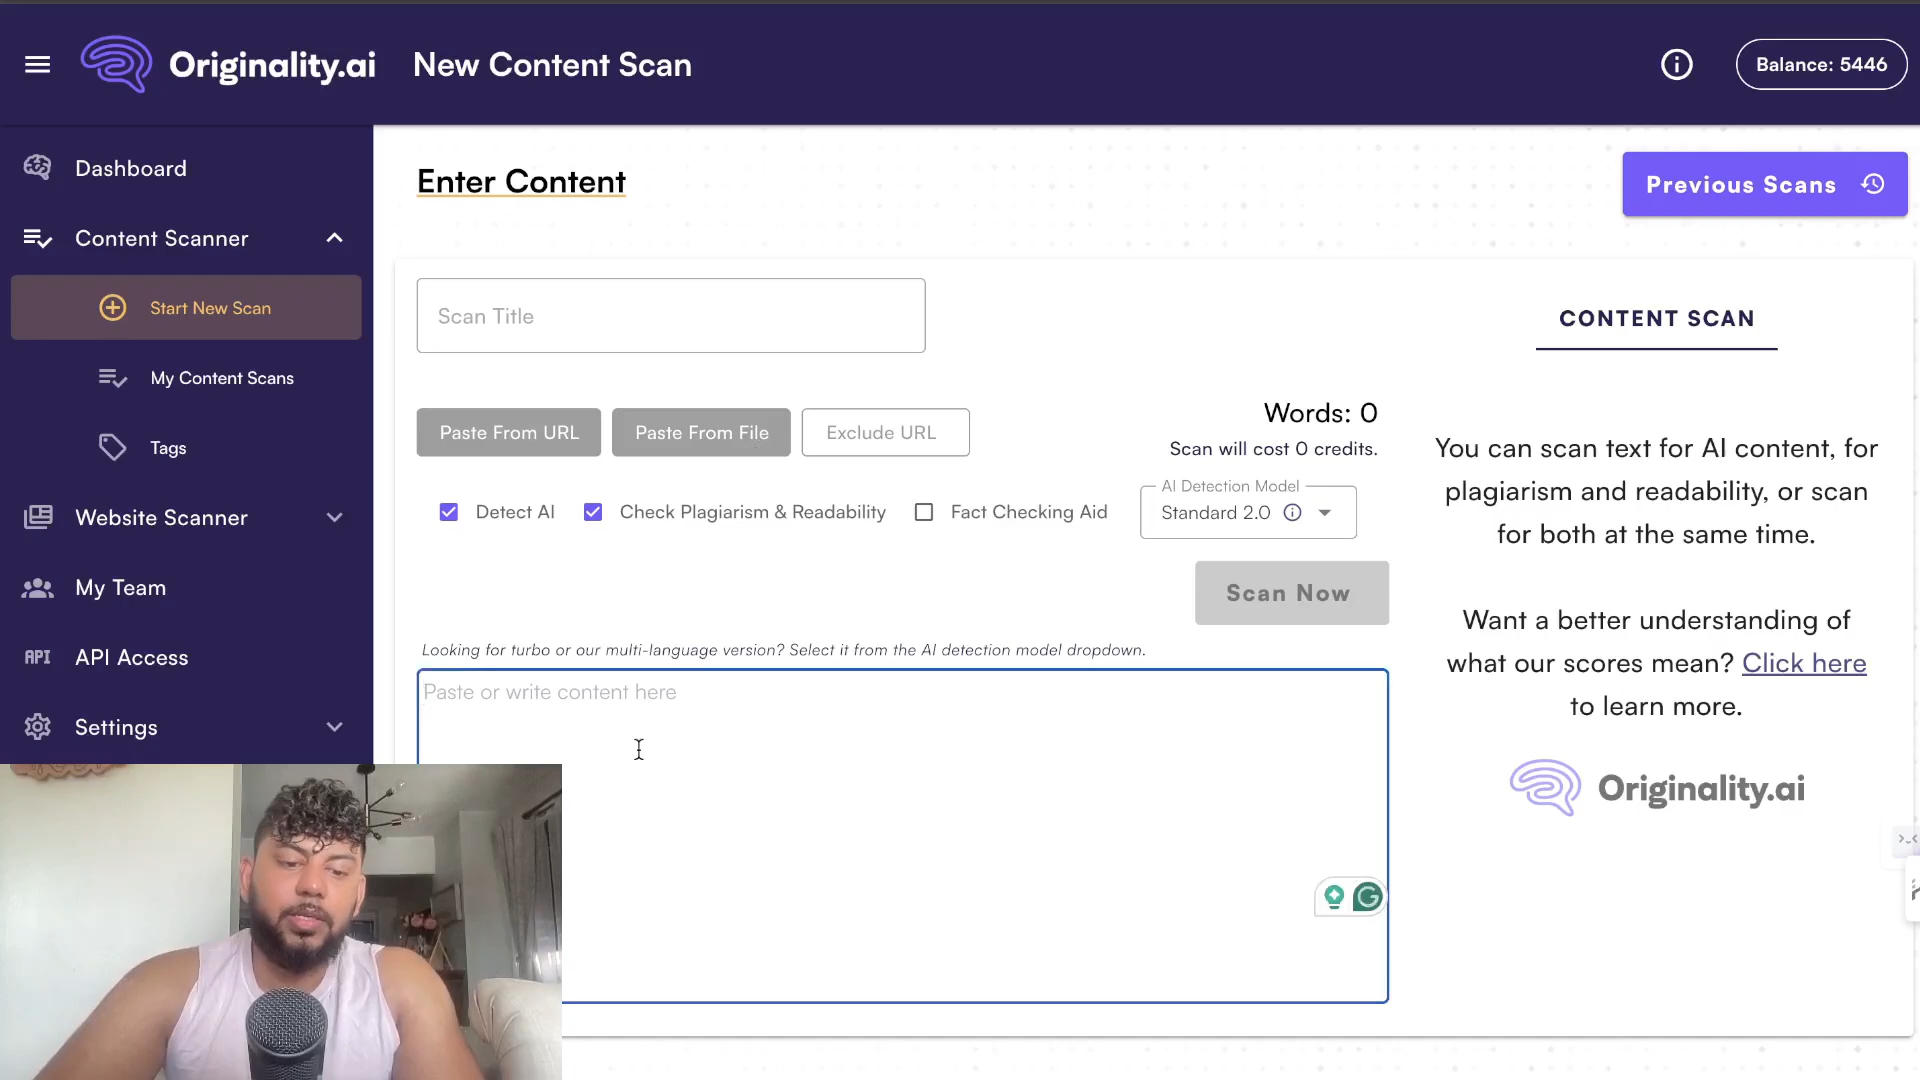 Originality.ai
New Content Scan
Balance: 5446
Dashboard
Content Scanner
Start New Scan
My Content Scans
Tags
Website Scanner
My Team
API
API Access
Settings
Enter Content
Previous Scans
Scan Title
Paste From URL
Paste From File
Exclude URL
Words: 0
Scan will cost 0 credits.
Detect AI
Check Plagiarism & Readability
Fact Checking Aid
AI Detection Model
Standard 2.0
Scan Now
Looking for turbo or our multi-language version? Select it from the AI detection model dropdown.
Paste or write content here
CONTENT SCAN
You can scan text for AI content, for
plagiarism and readability, or scan
for both at the same time.
Want a better understanding of
what our scores mean? Click here
to learn more.
Originality.ai